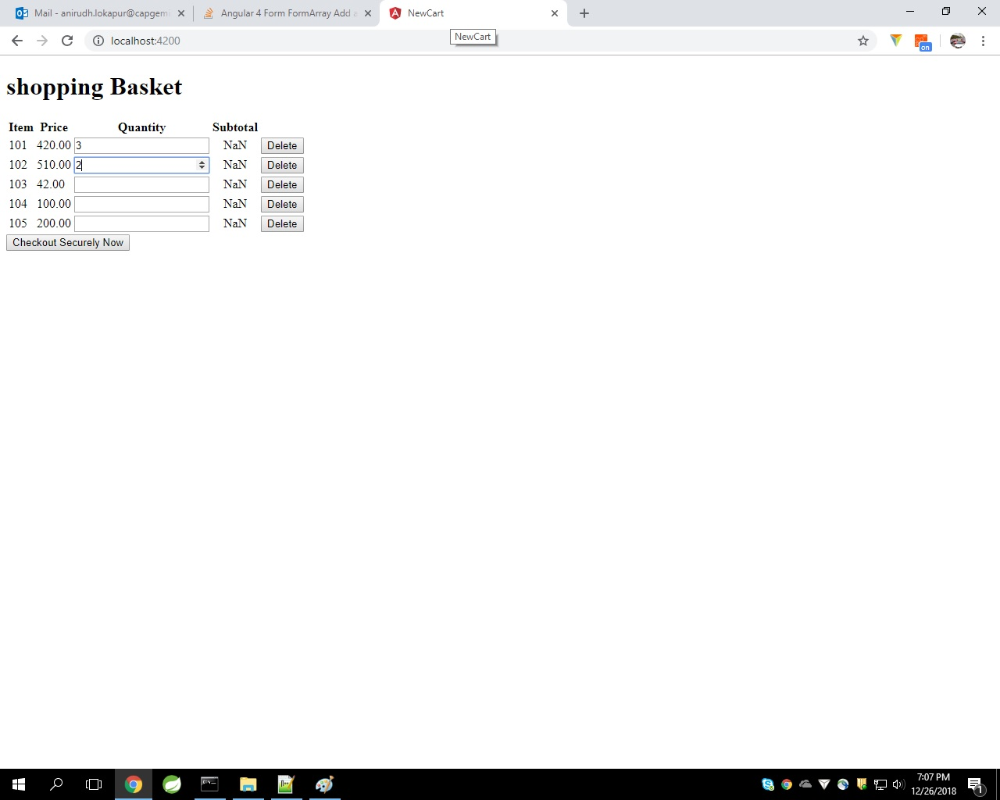 Mail - anirudh.lokapur@capgem
Angular 4 Form FormArray Add
NewCart
localhost:4200
NewCart
on
shopping Basket
Item Price Quantity Subtotal
101 420.00 3 NaN Delete
102 510.00 2 NaN Delete
103 42.00 NaN Delete
104 100.00 NaN Delete
105 200.00 NaN Delete
Checkout Securely Now
7:07 PM
12/26/2018
1